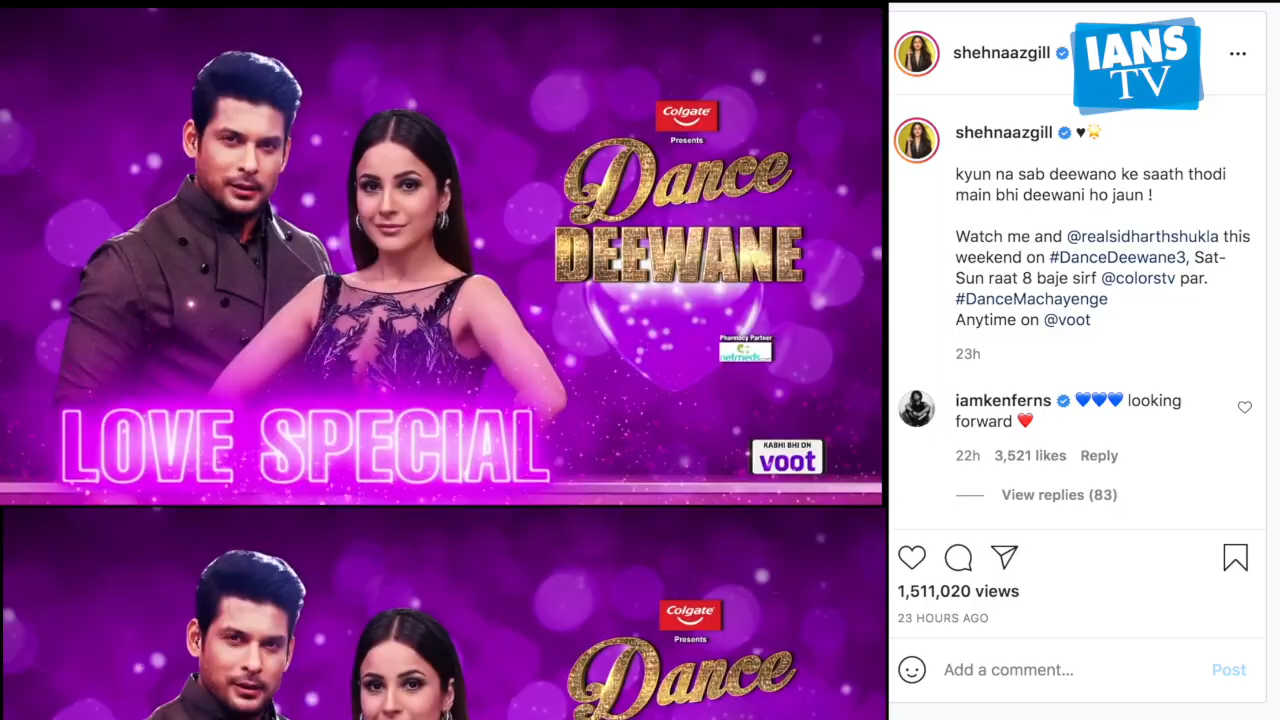 Colgate
Presents
Dance
DEEWANE
Pharmacy Partner
netmeds.com
LOVE SPECIAL
KABHI BHI ON
voot
Colgate
Presents
Dance
shehnaazgill
IANS
TV
shehnaazgill ♥🌟
kyun na sab deewano ke saath thodi
main bhi deewani ho jaun !
Watch me and @realsidharthshukla this
weekend on #DanceDeewane3, Sat-
Sun raat 8 baje sirf @colorstv par.
#DanceMachayenge
Anytime on @voot
23h
iamkenferns 💙💙💙 looking
forward ❤️
22h 3,521 likes Reply
View replies (83)
1,511,020 views
23 HOURS AGO
Add a comment... Post